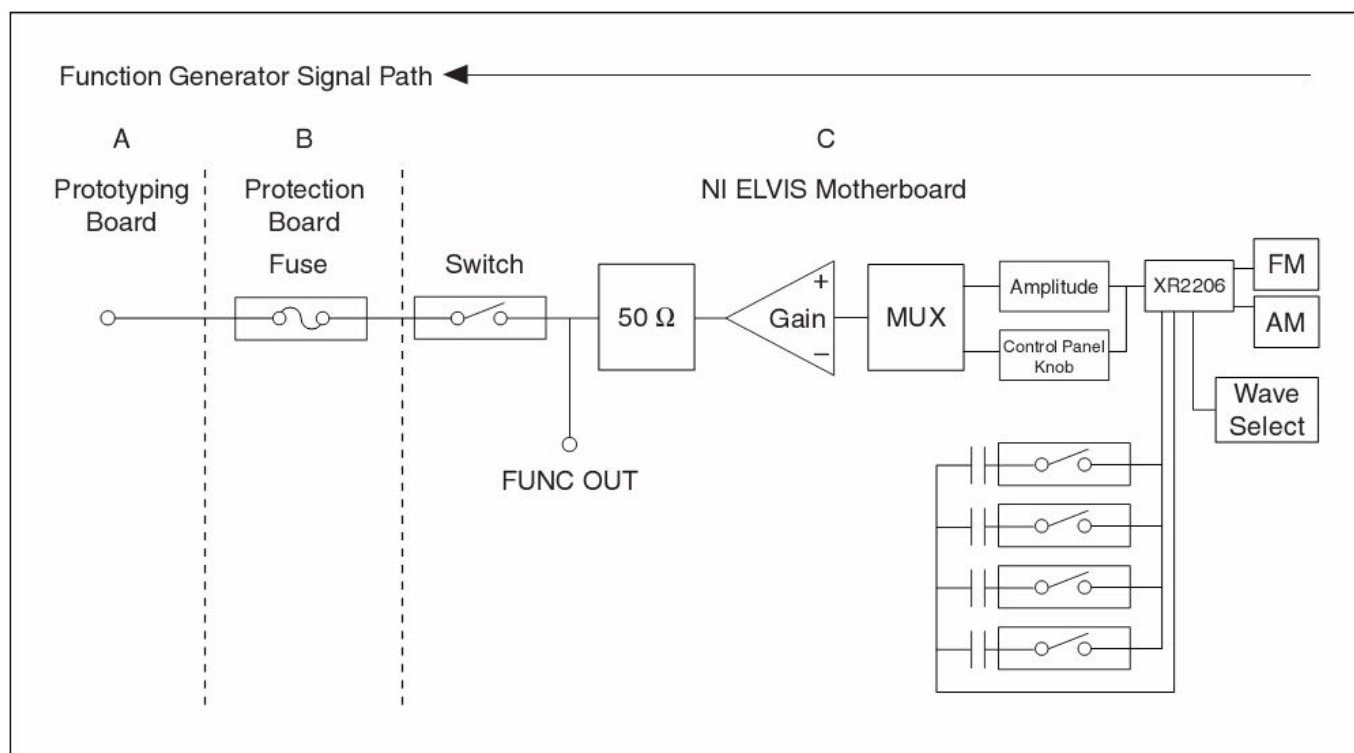 Function Generator Signal Path
A
B
C
Prototyping
Board
Protection
Board
NI ELVIS Motherboard
Fuse
Switch
50 Ω
+
Gain
−
MUX
Amplitude
Control Panel
Knob
XR2206
FM
AM
Wave
Select
FUNC OUT